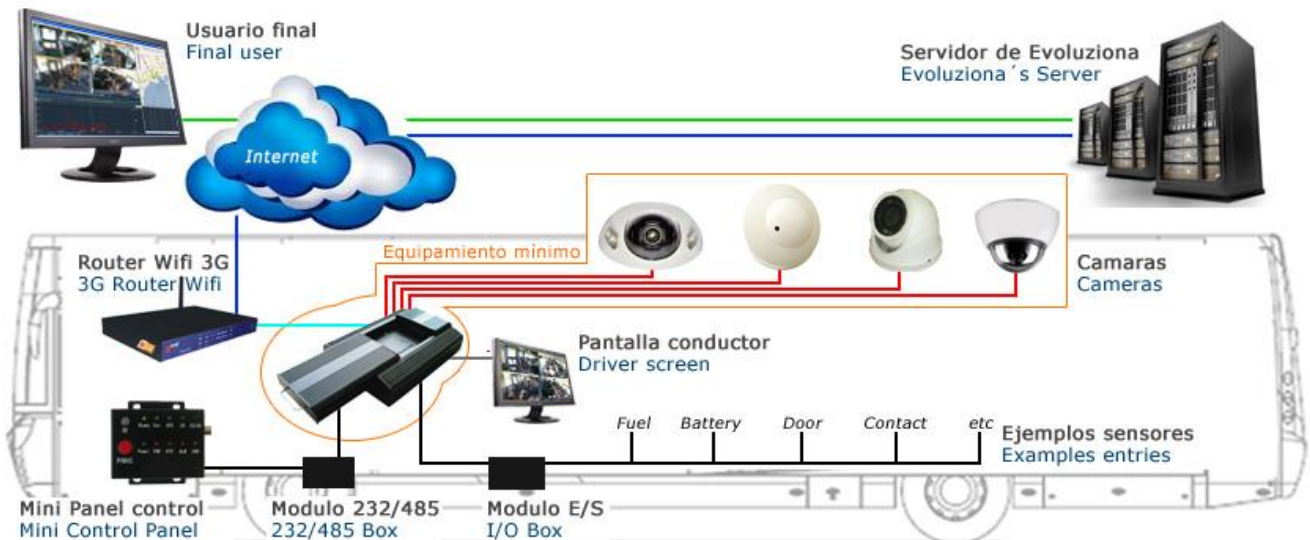 Usuario final
Final user
Servidor de Evoluziona
Evoluziona´s Server
Internet
Equipamiento mínimo
Router Wifi 3G
3G Router Wifi
Camaras
Cameras
Pantalla conductor
Driver screen
Fuel Battery Door Contact etc
Ejemplos sensores
Examples entries
Mini Panel control
Mini Control Panel
Modulo 232/485
232/485 Box
Modulo E/S
I/O Box